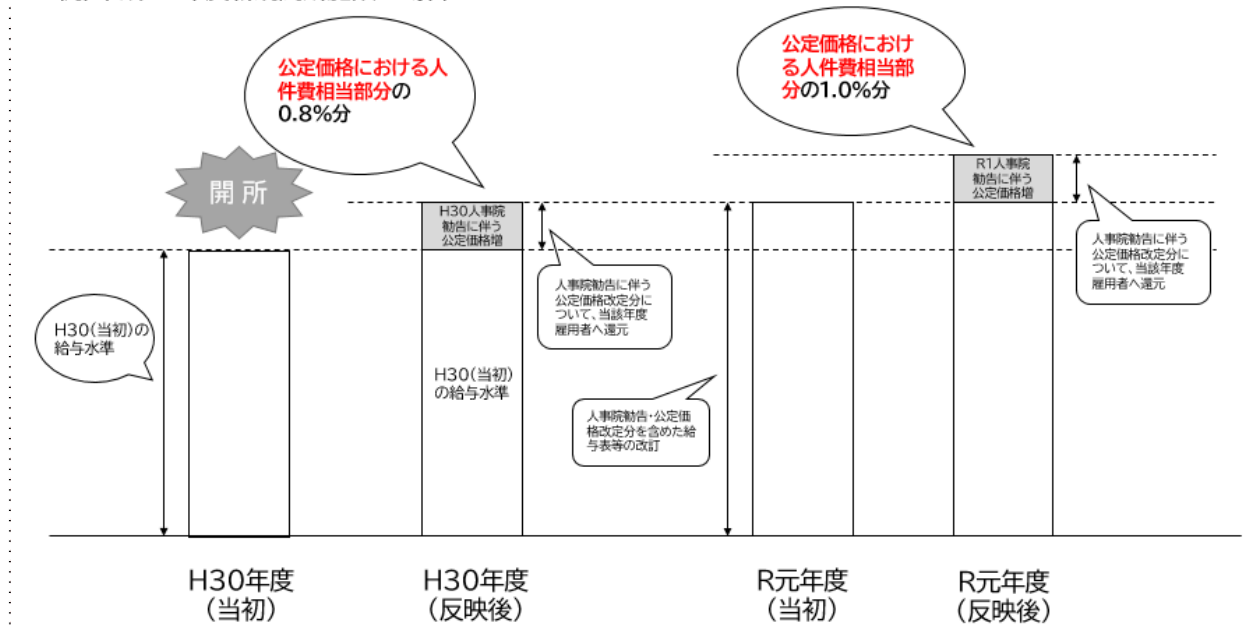 公定価格における人
件費相当部分の
0.8%分
公定価格におけ
る人件費相当部
分の1.0%分
開所
H30人事院
勧告に伴う
公定価格増
R1人事院
勧告に伴う
公定価格増
人事院勧告に伴う
公定価格改定分に
ついて、当該年度
雇用者へ還元
人事院勧告に伴う
公定価格改定分に
ついて、当該年度
雇用者へ還元
H30(当初)の
給与水準
H30(当初)
の給与水準
人事院勧告・公定価
格改定分を含めた給
与表等の改訂
H30年度
(当初)
H30年度
(反映後)
R元年度
(当初)
R元年度
(反映後)